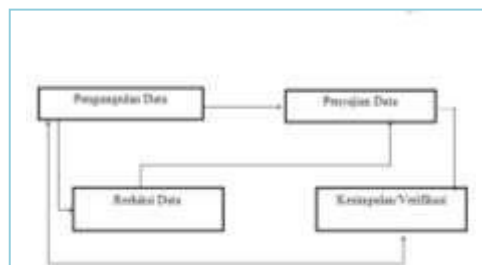 Pengumpulan Data
Penyajian Data
Reduksi Data
Kesimpulan/Verifikasi